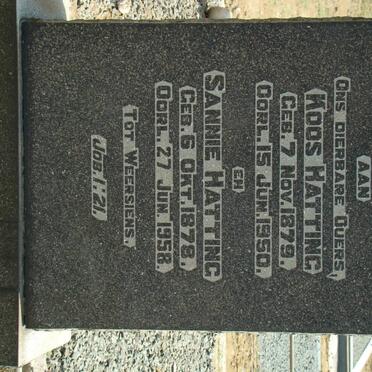 AAN
ONS DIERBARE OUERS,
KOOS HATTING
GEB. 7 NOV. 1879.
OORL. 15 JUN. 1950.
EN
SANNIE HATTING
GEB. 6 OKT. 1878.
OORL. 27 JUN. 1958.
TOT WEERSIENS.
JOB. 1:21.